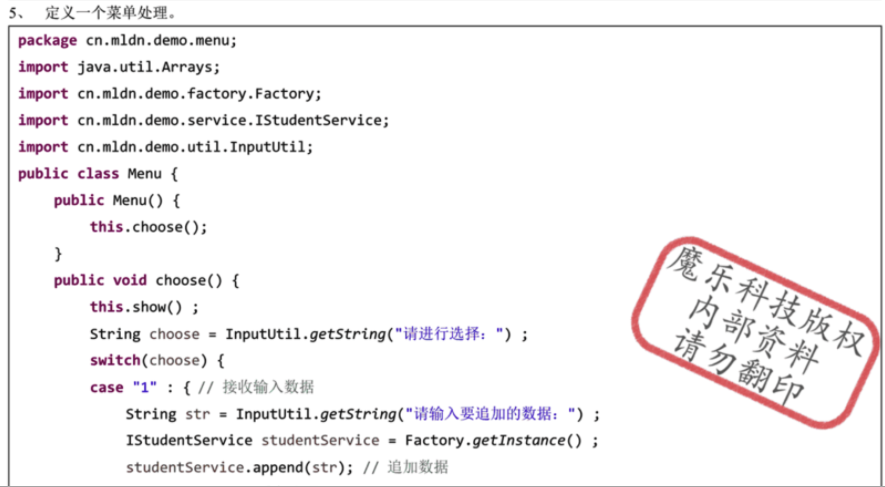 5、 定义一个菜单处理。
package cn.mldn.demo.menu;
import java.util.Arrays;
import cn.mldn.demo.factory.Factory;
import cn.mldn.demo.service.IStudentService;
import cn.mldn.demo.util.InputUtil;
public class Menu {
    public Menu() {
        this.choose();
    }
    public void choose() {
        this.show() ;
        String choose = InputUtil.getString("请进行选择：") ;
        switch(choose) {
        case "1" : { // 接收输入数据
            String str = InputUtil.getString("请输入要追加的数据：") ;
            IStudentService studentService = Factory.getInstance() ;
            studentService.append(str); // 追加数据
魔乐科技版权
内部资料
请勿翻印